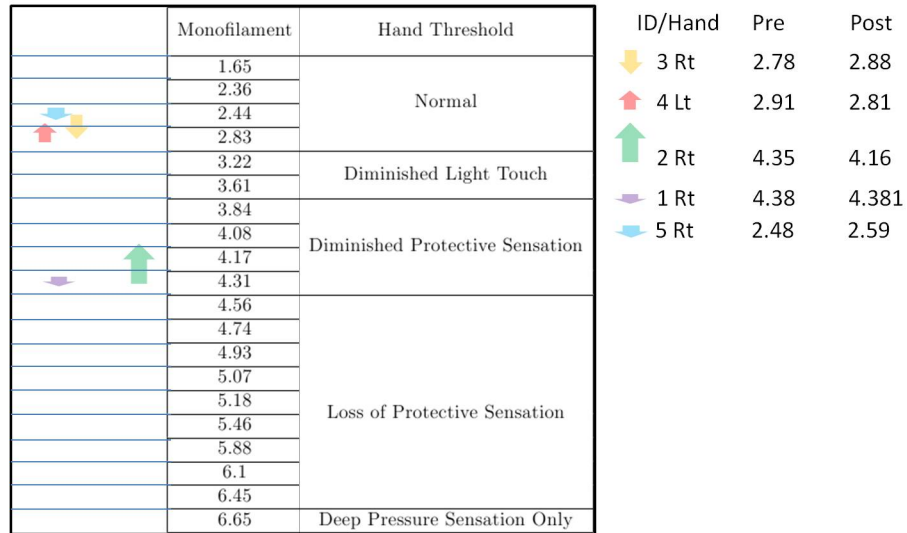 Monofilament Hand Threshold
1.65
2.36
2.44
2.83
Normal
3.22
3.61
Diminished Light Touch
3.84
4.08
4.17
4.31
Diminished Protective Sensation
4.56
4.74
4.93
5.07
5.18
5.46
5.88
6.1
6.45
Loss of Protective Sensation
6.65 Deep Pressure Sensation Only
ID/Hand Pre Post
3 Rt 2.78 2.88
4 Lt 2.91 2.81
2 Rt 4.35 4.16
1 Rt 4.38 4.381
5 Rt 2.48 2.59